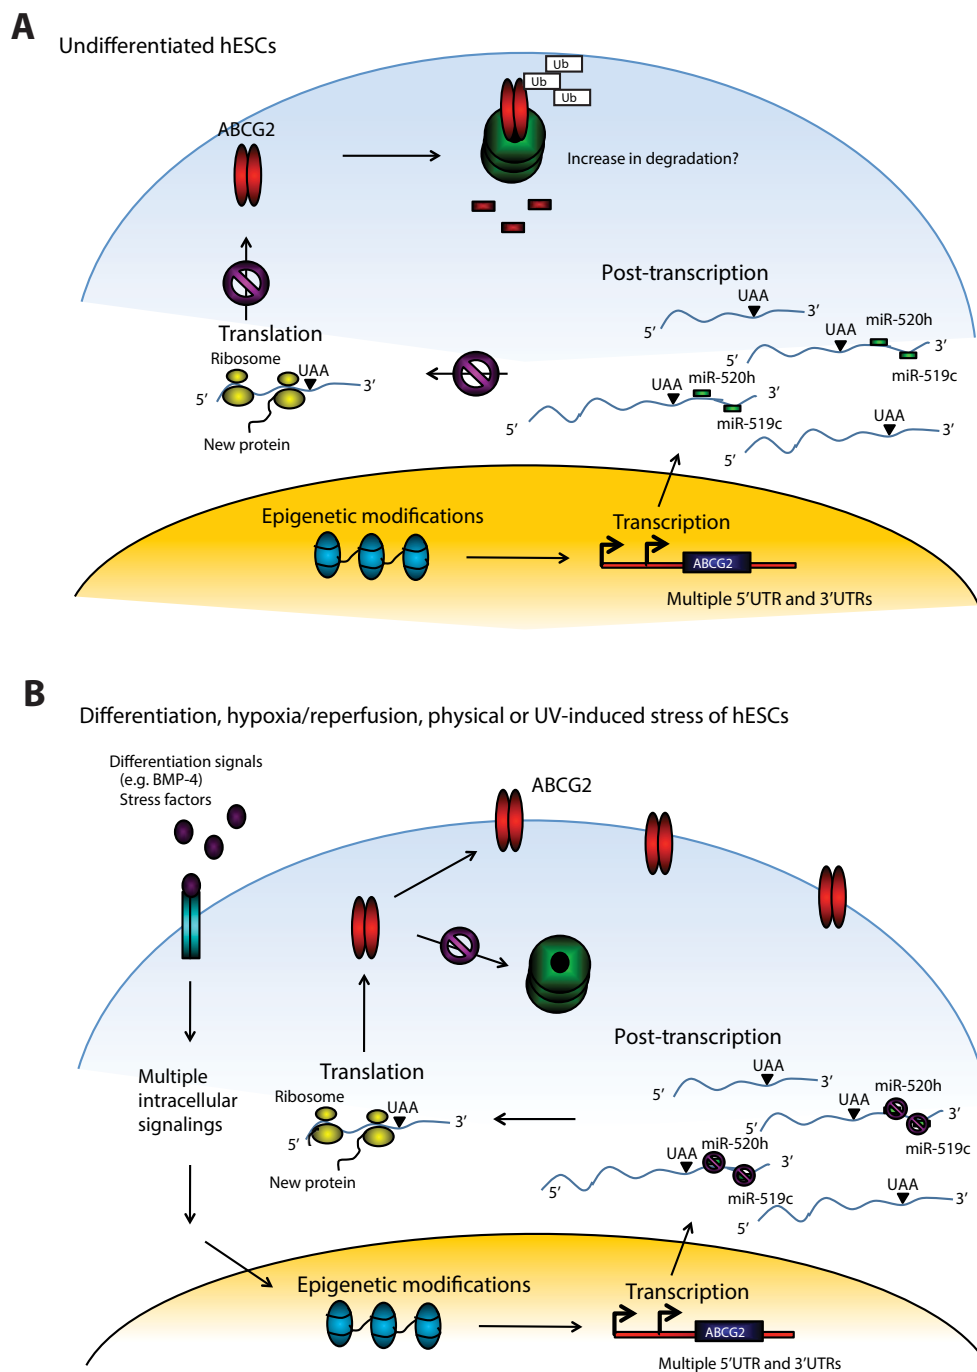 A
Undifferentiated hESCs
Ub
Ub
Ub
ABCG2
Increase in degradation?
Post-transcription
UAA
3’
5’
UAA
miR-520h
3’
5’
miR-519c
Translation
Ribosome
UAA
3’
5’
New protein
miR-520h
UAA
3’
5’
miR-519c
UAA
3’
5’
Epigenetic modifications
Transcription
ABCG2
Multiple 5’UTR and 3’UTRs
B
Differentiation, hypoxia/reperfusion, physical or UV-induced stress of hESCs
Differentiation signals
(e.g. BMP-4)
Stress factors
ABCG2
Post-transcription
UAA
3’
5’
miR-520h
UAA
3’
5’
miR-519c
Multiple
intracellular
signalings
Translation
Ribosome
UAA
3’
5’
New protein
miR-520h
UAA
3’
5’
miR-519c
UAA
3’
5’
Epigenetic modifications
Transcription
ABCG2
Multiple 5’UTR and 3’UTRs